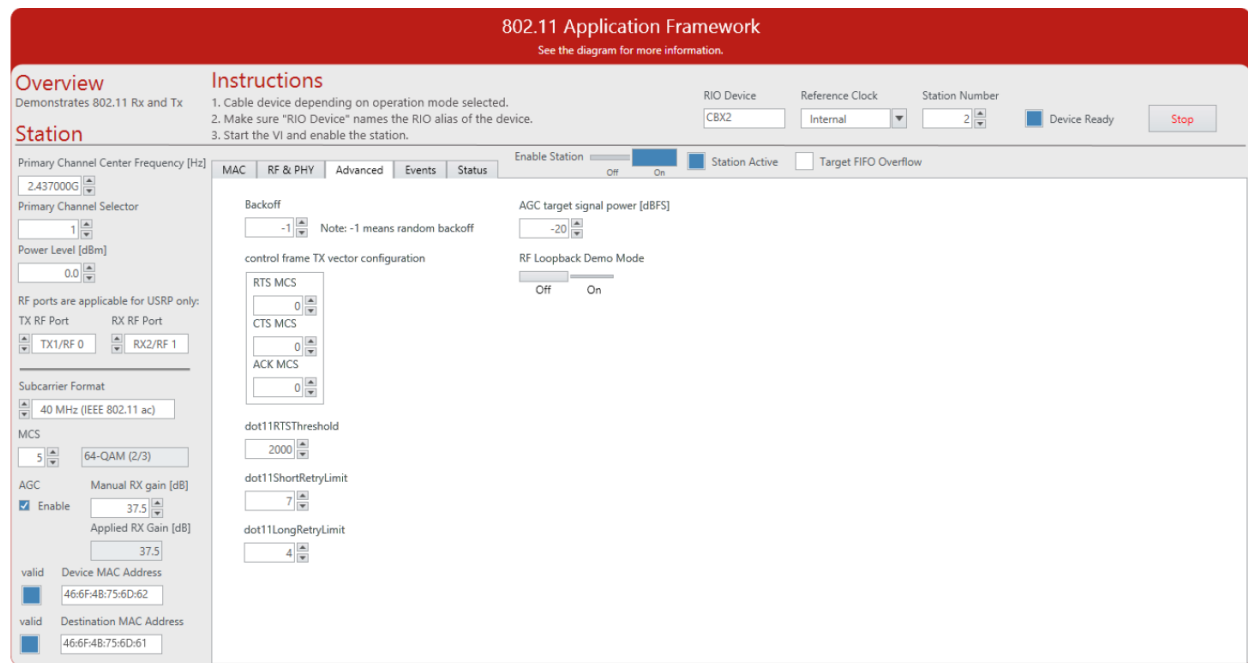 802.11 Application Framework
See the diagram for more information.
Overview
Demonstrates 802.11 Rx and Tx
Station
Instructions
1. Cable device depending on operation mode selected.
2. Make sure "RIO Device" names the RIO alias of the device.
3. Start the VI and enable the station.
RIO Device
CBX2
Reference Clock
Internal
Station Number
2
Device Ready
Stop
Primary Channel Center Frequency [Hz]
2.437000G
Primary Channel Selector
1
Power Level [dBm]
0.0
RF ports are applicable for USRP only:
TX RF Port RX RF Port
TX1/RF 0 RX2/RF 1
Subcarrier Format
40 MHz (IEEE 802.11 ac)
MCS
5 64-QAM (2/3)
AGC Manual RX gain [dB]
Enable 37.5
Applied RX Gain [dB]
37.5
valid Device MAC Address
46:6F:4B:75:6D:62
valid Destination MAC Address
46:6F:4B:75:6D:61
MAC RF & PHY Advanced Events Status
Enable Station
Off On
Station Active
Target FIFO Overflow
Backoff
-1 Note: -1 means random backoff
control frame TX vector configuration
RTS MCS
0
CTS MCS
0
ACK MCS
0
dot11RTSThreshold
2000
dot11ShortRetryLimit
7
dot11LongRetryLimit
4
AGC target signal power [dBFS]
-20
RF Loopback Demo Mode
Off On